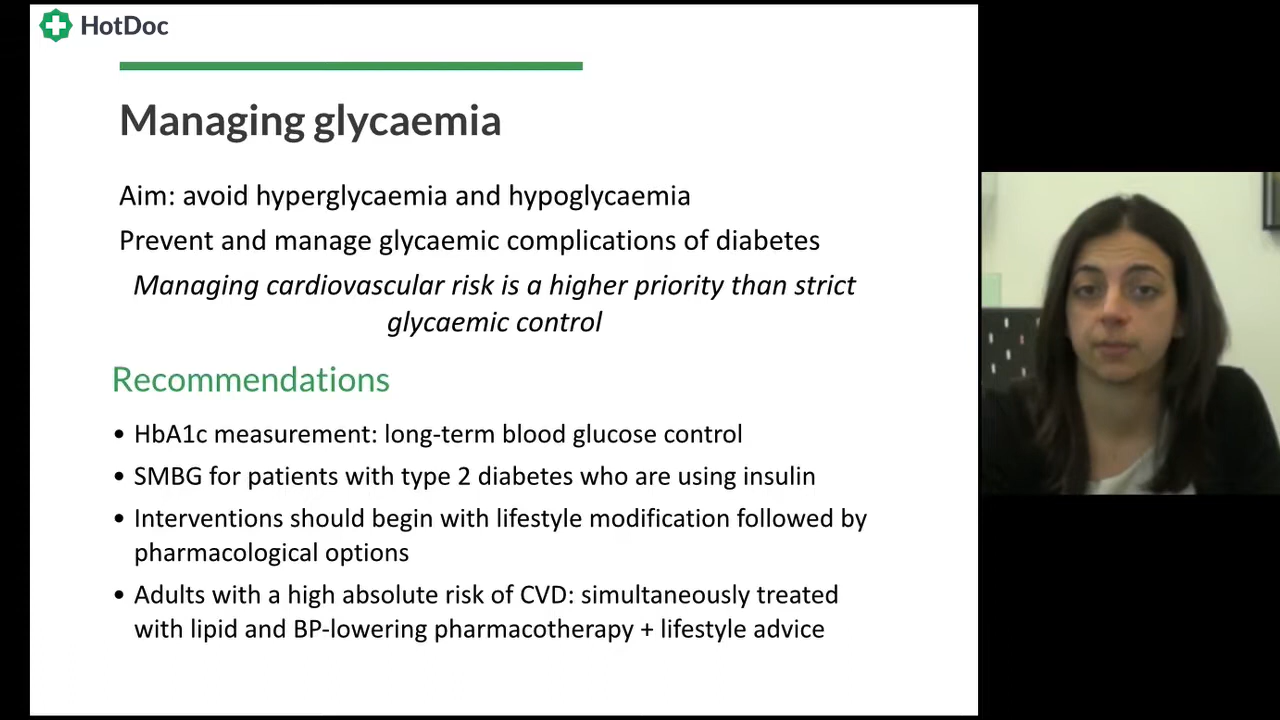 HotDoc
Managing glycaemia
Aim: avoid hyperglycaemia and hypoglycaemia
Prevent and manage glycaemic complications of diabetes
Managing cardiovascular risk is a higher priority than strict
glycaemic control
Recommendations
• HbA1c measurement: long-term blood glucose control
• SMBG for patients with type 2 diabetes who are using insulin
• Interventions should begin with lifestyle modification followed by
pharmacological options
• Adults with a high absolute risk of CVD: simultaneously treated
with lipid and BP-lowering pharmacotherapy + lifestyle advice